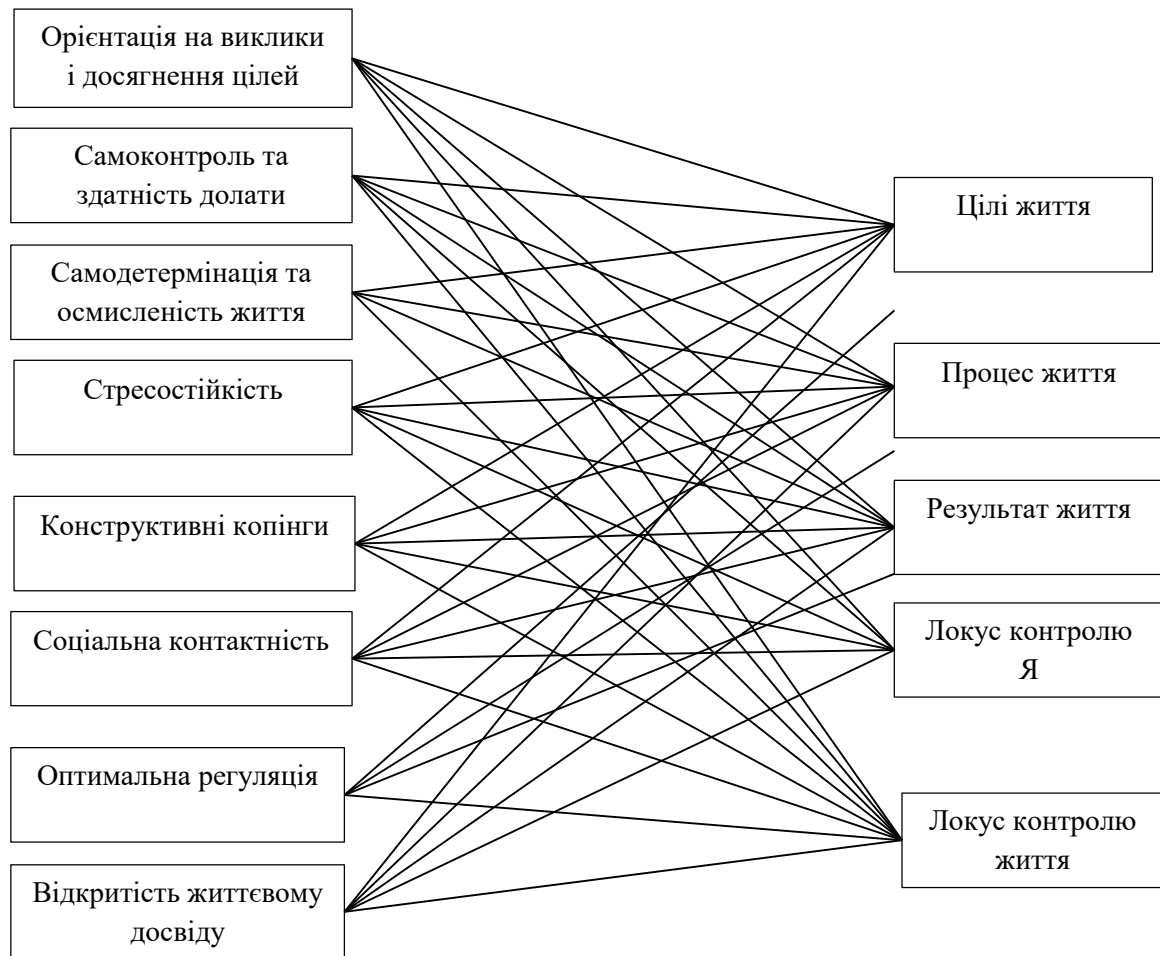 Орієнтація на виклики
і досягнення цілей
Самоконтроль та
здатність долати
Самодетермінація та
осмисленість життя
Стресостійкість
Конструктивні копінги
Соціальна контактність
Оптимальна регуляція
Відкритість життєвому
досвіду
Цілі життя
Процес життя
Результат життя
Локус контролю
Я
Локус контролю
життя